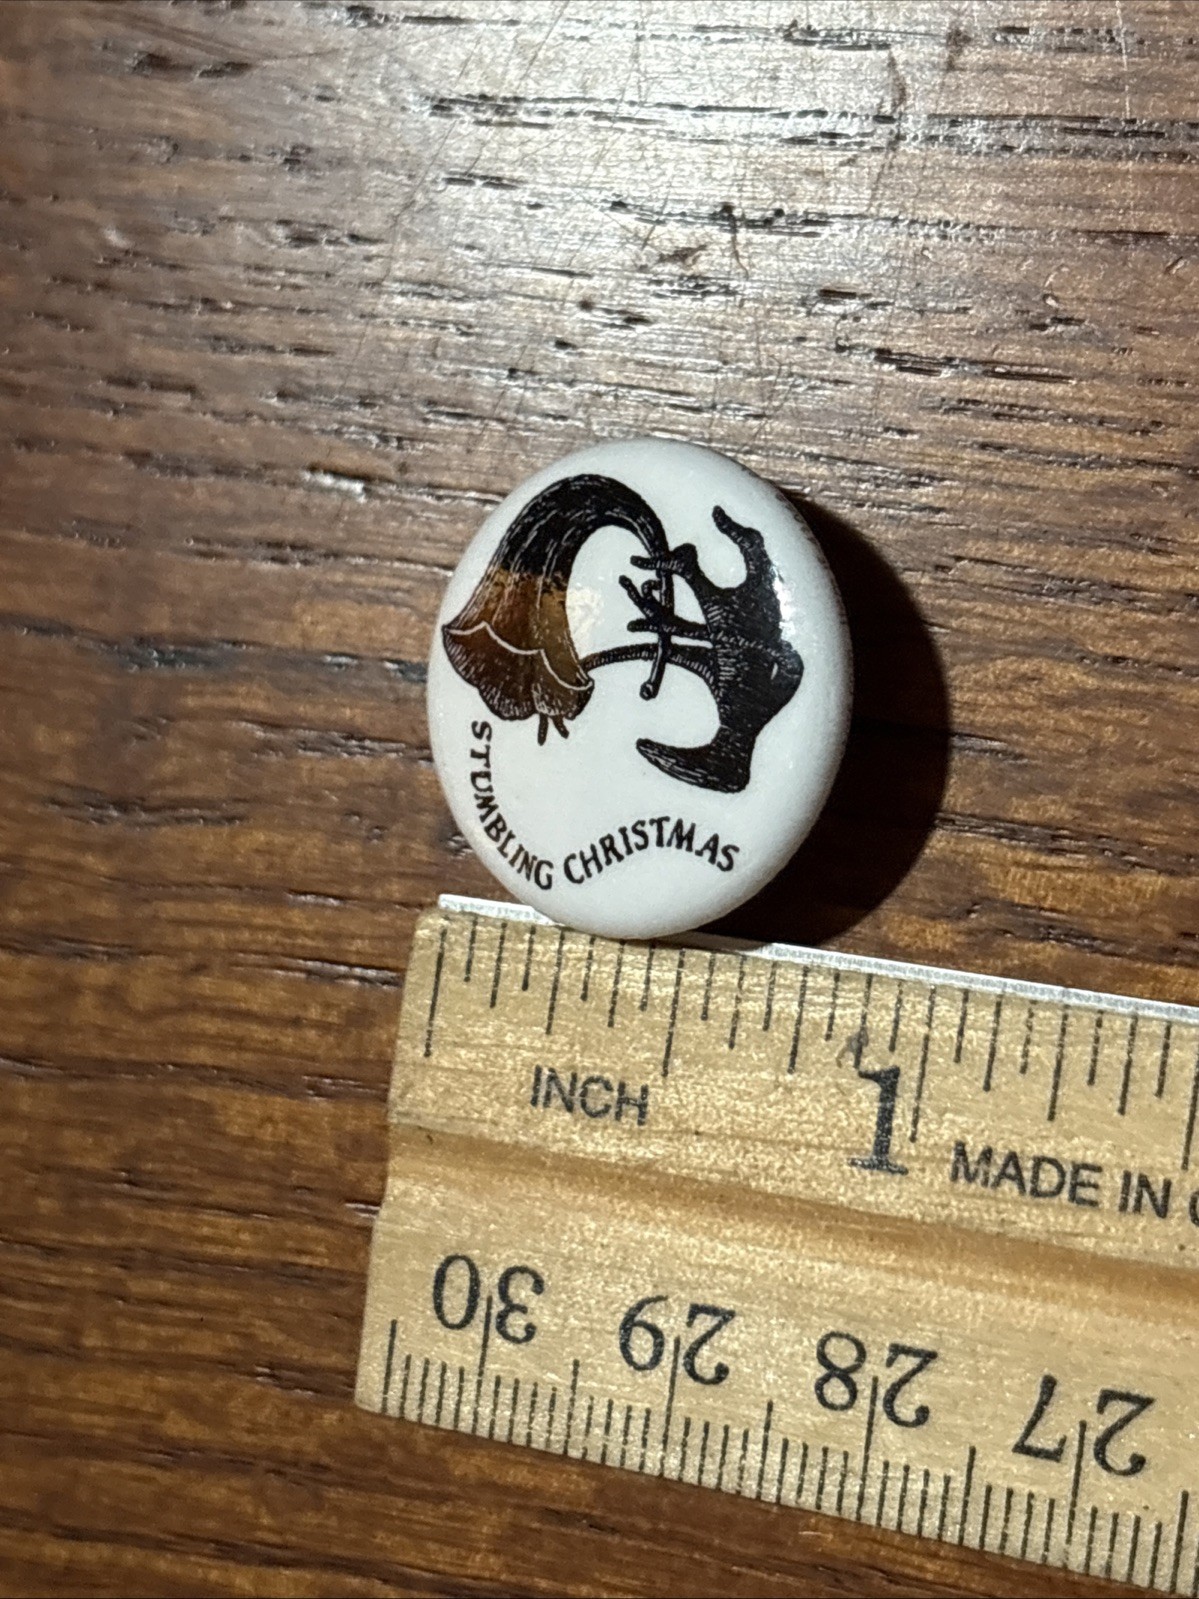 STUMBLING CHRISTMAS
INCH
1
MADE IN
30
29
28
27